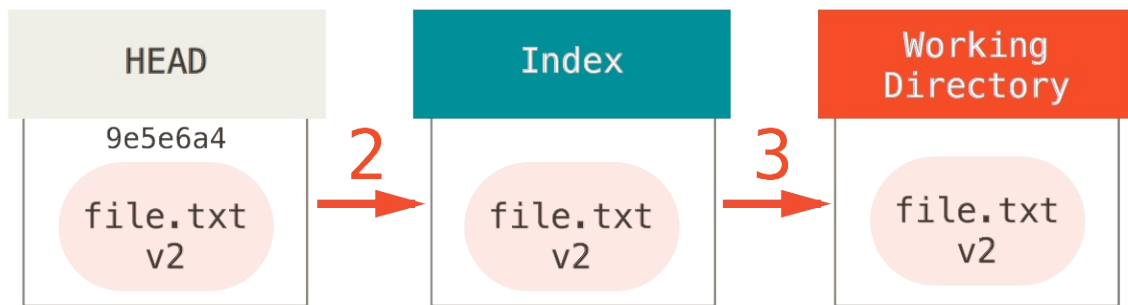 HEAD
Index
Working
Directory
9e5e6a4
2
3
file.txt
v2
file.txt
v2
file.txt
v2